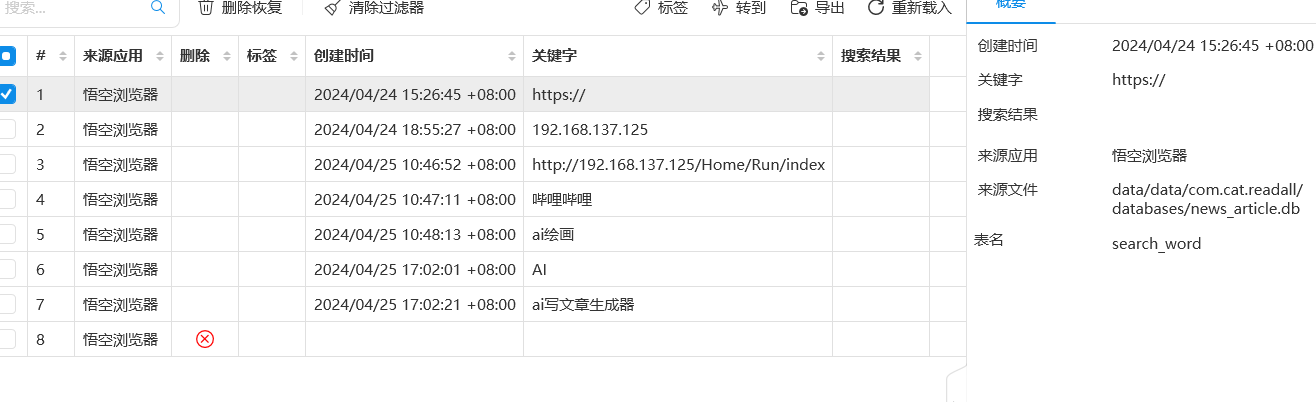 搜索... 删除恢复 清除过滤器 标签 转到 导出 重新载入
概要
# 来源应用 删除 标签 创建时间 关键字 搜索结果
1 悟空浏览器 2024/04/24 15:26:45 +08:00 https://
2 悟空浏览器 2024/04/24 18:55:27 +08:00 192.168.137.125
3 悟空浏览器 2024/04/25 10:46:52 +08:00 http://192.168.137.125/Home/Run/index
4 悟空浏览器 2024/04/25 10:47:11 +08:00 哔哩哔哩
5 悟空浏览器 2024/04/25 10:48:13 +08:00 ai绘画
6 悟空浏览器 2024/04/25 17:02:01 +08:00 AI
7 悟空浏览器 2024/04/25 17:02:21 +08:00 ai写文章生成器
8 悟空浏览器
创建时间 2024/04/24 15:26:45 +08:00
关键字 https://
搜索结果
来源应用 悟空浏览器
来源文件 data/data/com.cat.readall/
databases/news_article.db
表名 search_word